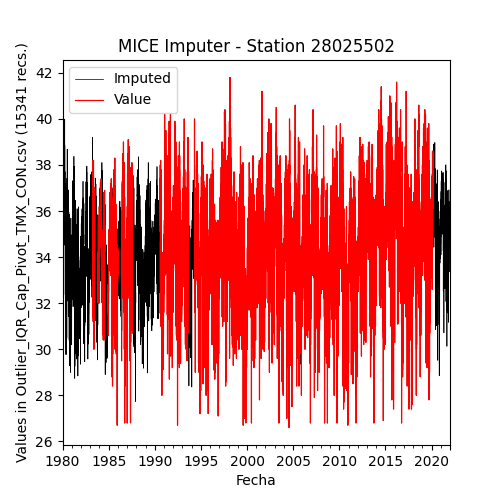 MICE Imputer - Station 28025502
Values in Outlier_IQR_Cap_Pivot_TMX_CON.csv (15341 recs.)
Imputed
Value
42
40
38
36
34
32
30
28
26
1980 1985 1990 1995 2000 2005 2010 2015 2020
Fecha